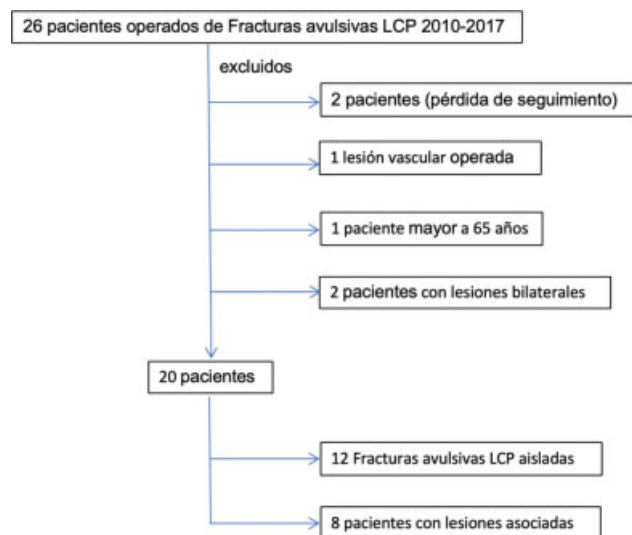 26 pacientes operados de Fracturas avulsivas LCP 2010-2017
excluidos
2 pacientes (pérdida de seguimiento)
1 lesión vascular operada
1 paciente mayor a 65 años
2 pacientes con lesiones bilaterales
20 pacientes
12 Fracturas avulsivas LCP aisladas
8 pacientes con lesiones asociadas